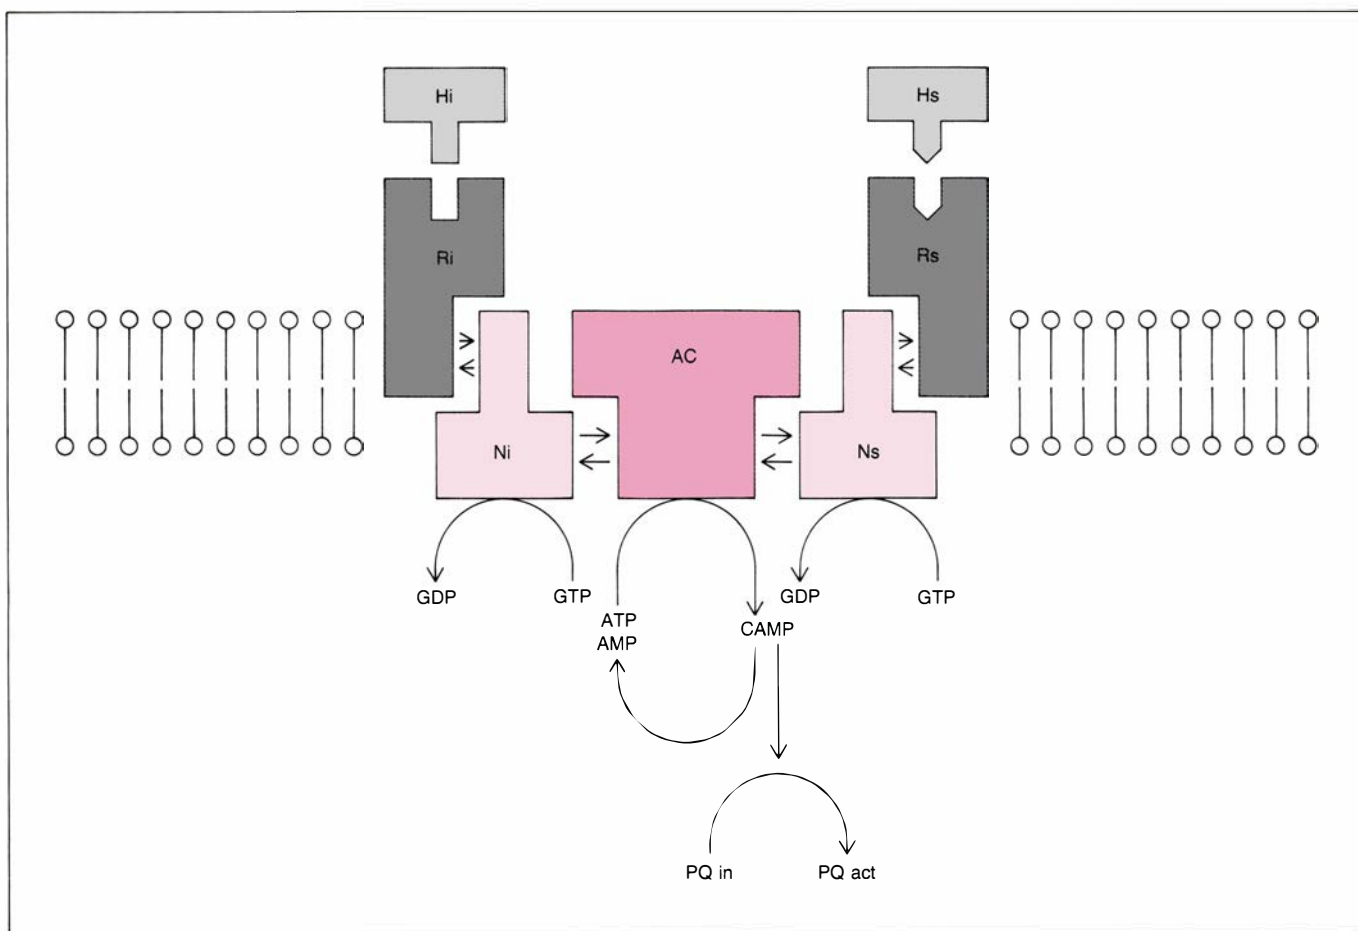 Hi
Hs
Ri
Rs
AC
Ni
Ns
GDP
GTP
GDP
GTP
ATP
AMP
CAMP
PQ in
PQ act